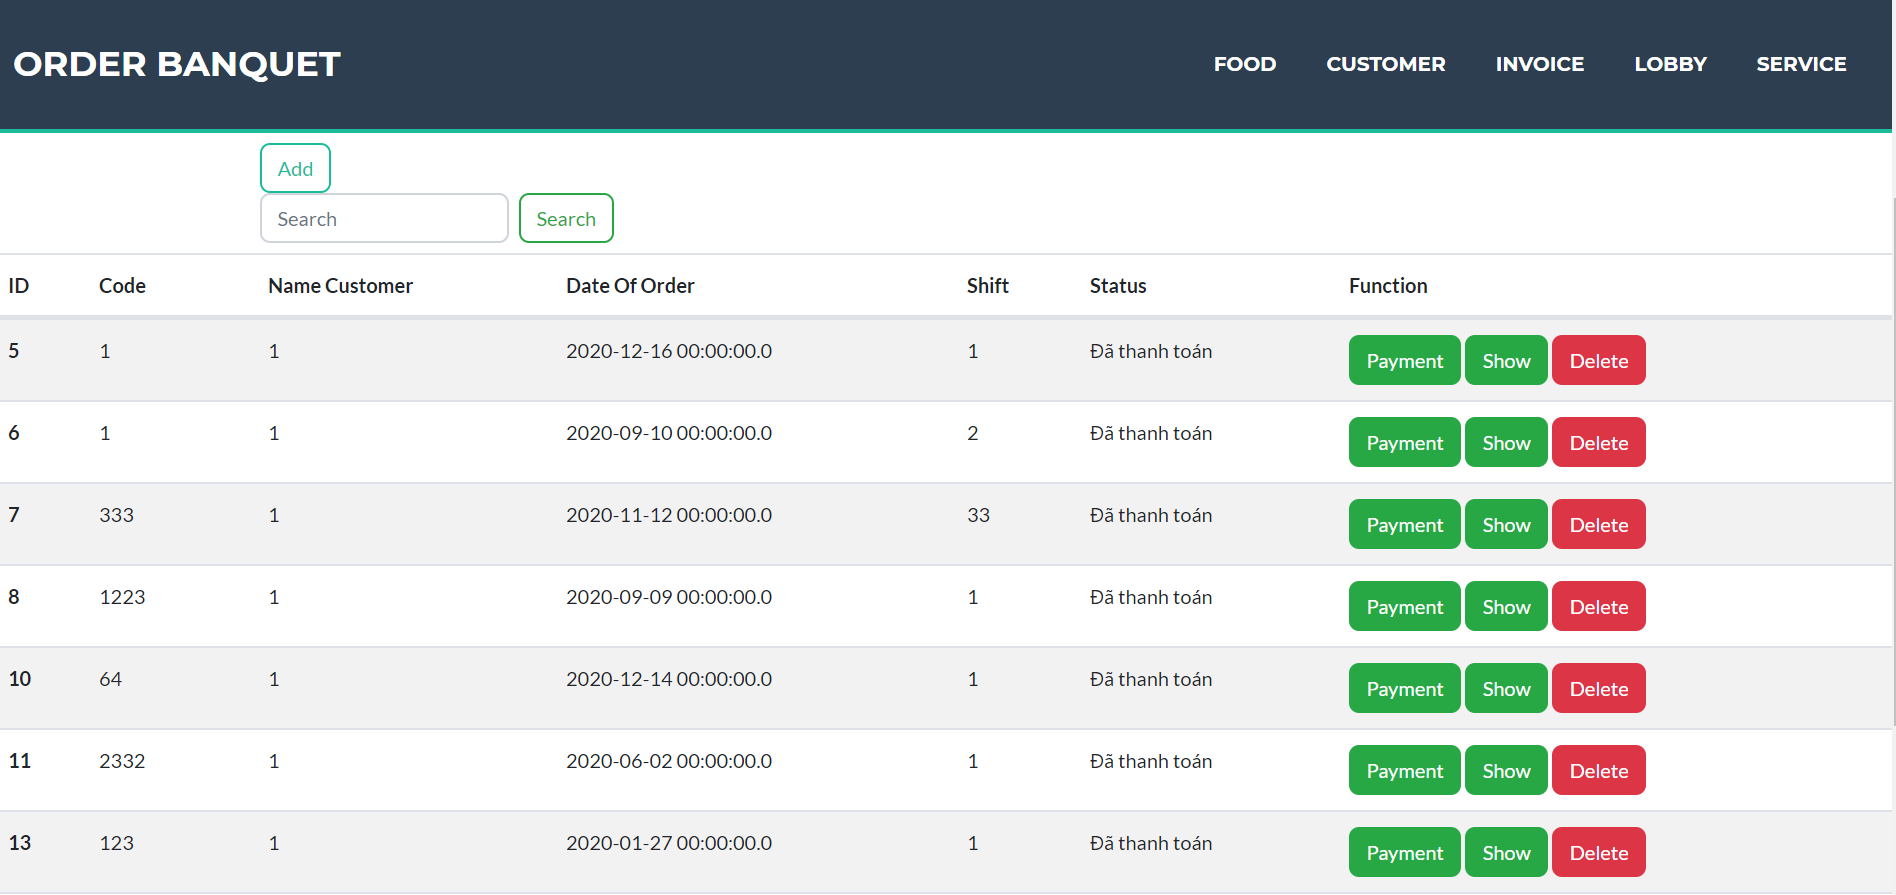 ORDER BANQUET FOOD CUSTOMER INVOICE LOBBY SERVICE
Add
Search Search
ID Code Name Customer Date Of Order Shift Status Function
5 1 1 2020-12-16 00:00:00.0 1 Đã thanh toán Payment Show Delete
6 1 1 2020-09-10 00:00:00.0 2 Đã thanh toán Payment Show Delete
7 333 1 2020-11-12 00:00:00.0 33 Đã thanh toán Payment Show Delete
8 1223 1 2020-09-09 00:00:00.0 1 Đã thanh toán Payment Show Delete
10 64 1 2020-12-14 00:00:00.0 1 Đã thanh toán Payment Show Delete
11 2332 1 2020-06-02 00:00:00.0 1 Đã thanh toán Payment Show Delete
13 123 1 2020-01-27 00:00:00.0 1 Đã thanh toán Payment Show Delete